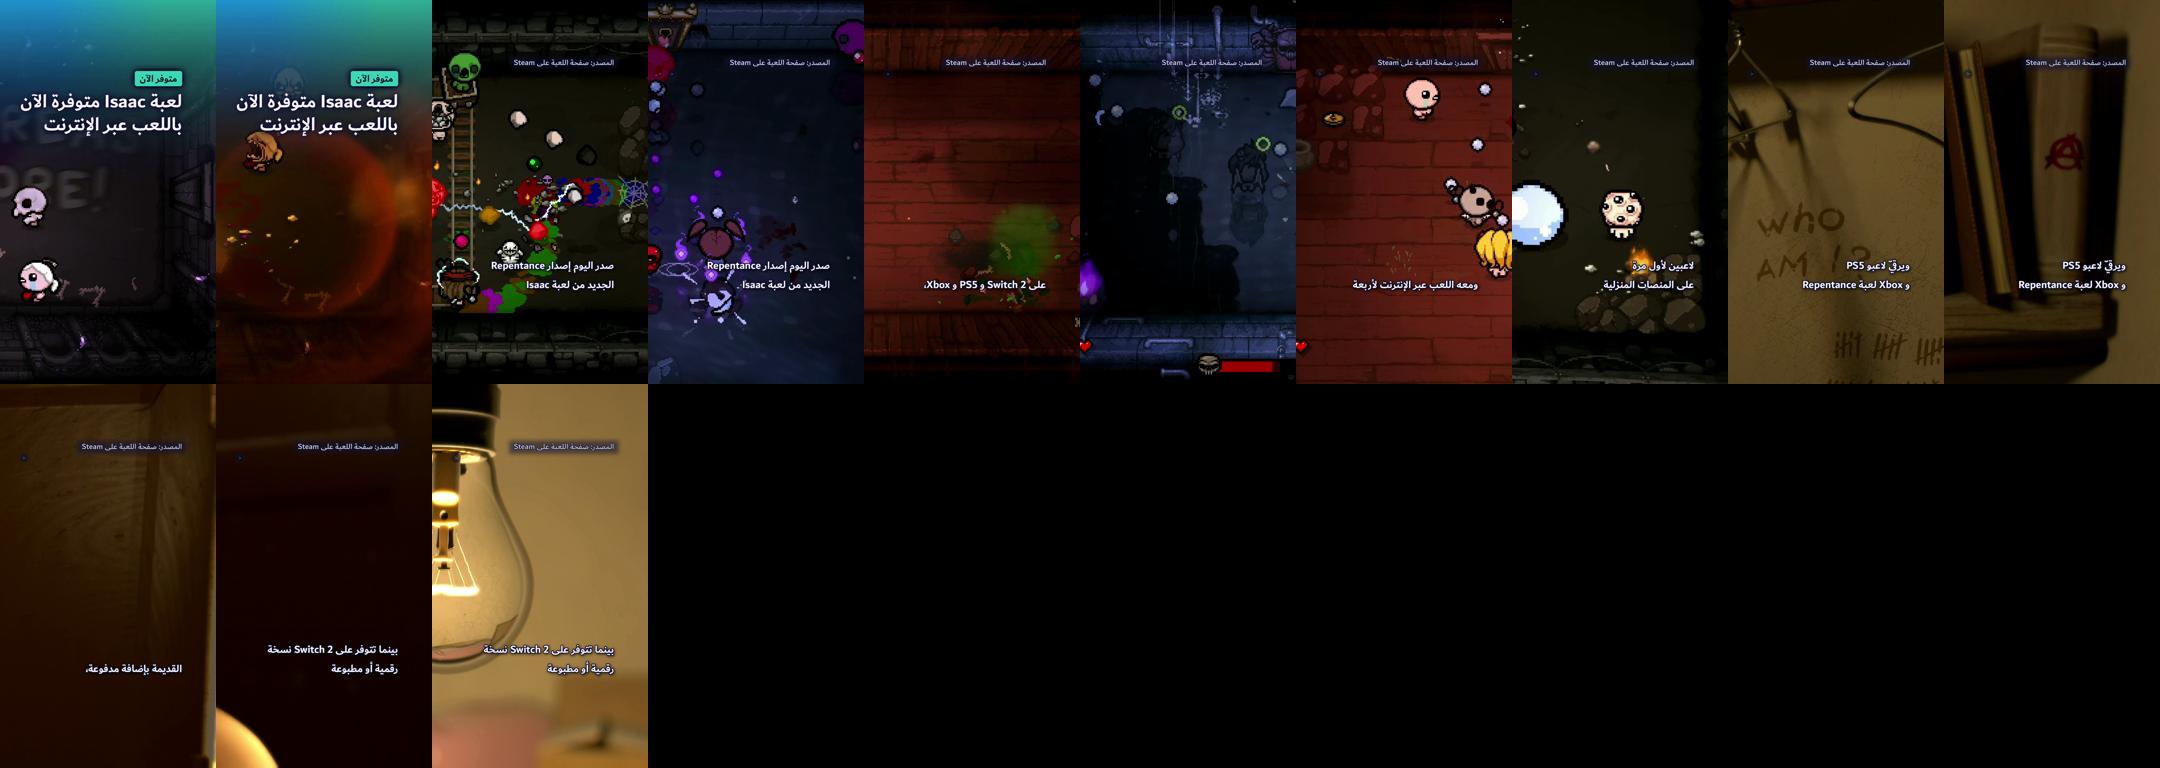 متوفر الآن
لعبة Isaac متوفرة الآن
باللعب عبر الإنترنت
OPE!
متوفر الآن
لعبة Isaac متوفرة الآن
باللعب عبر الإنترنت
المصدر: صفحة اللعبة على Steam
صدر اليوم إصدار Repentance
الجديد من لعبة Isaac
المصدر: صفحة اللعبة على Steam
صدر اليوم إصدار Repentance
الجديد من لعبة Isaac
المصدر: صفحة اللعبة على Steam
على Switch 2 و PS5 و Xbox،
المصدر: صفحة اللعبة على Steam
المصدر: صفحة اللعبة على Steam
ومعه اللعب عبر الإنترنت لأربعة
المصدر: صفحة اللعبة على Steam
لاعبين لأول مرة
على المنصات المنزلية
المصدر: صفحة اللعبة على Steam
WHO
AM I?
ويرقّي لاعبو PS5
و Xbox لعبة Repentance
المصدر: صفحة اللعبة على Steam
ويرقّي لاعبو PS5
و Xbox لعبة Repentance
المصدر: صفحة اللعبة على Steam
القديمة بإضافة مدفوعة،
المصدر: صفحة اللعبة على Steam
بينما تتوفر على Switch 2 نسخة
رقمية أو مطبوعة
المصدر: صفحة اللعبة على Steam
بينما تتوفر على Switch 2 نسخة
رقمية أو مطبوعة